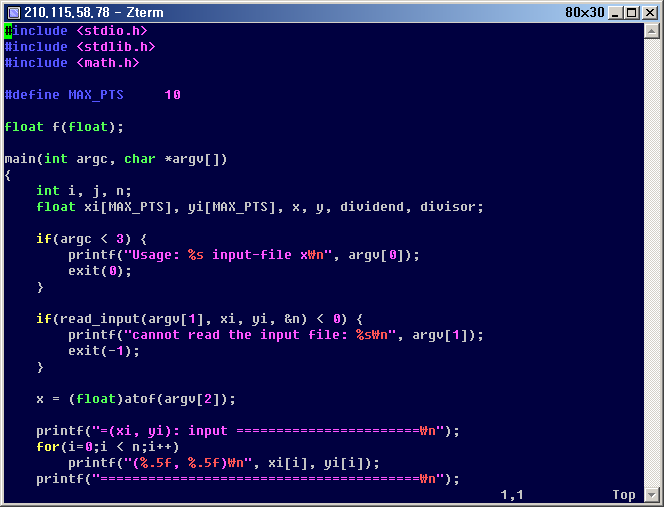 210.115.58.78 - Zterm 80×30
#include <stdio.h>
#include <stdlib.h>
#include <math.h>
#define MAX_PTS     10
float f(float);
main(int argc, char *argv[])
{
    int i, j, n;
    float xi[MAX_PTS], yi[MAX_PTS], x, y, dividend, divisor;
    if(argc < 3) {
        printf("Usage: %s input-file x₩n", argv[0]);
        exit(0);
    }
    if(read_input(argv[1], xi, yi, &n) < 0) {
        printf("cannot read the input file: %s₩n", argv[1]);
        exit(-1);
    }
    x = (float)atof(argv[2]);
    printf("=(xi, yi): input =======================₩n");
    for(i=0;i < n;i++)
        printf("(%.5f, %.5f)₩n", xi[i], yi[i]);
    printf("========================================₩n");
1,1 Top